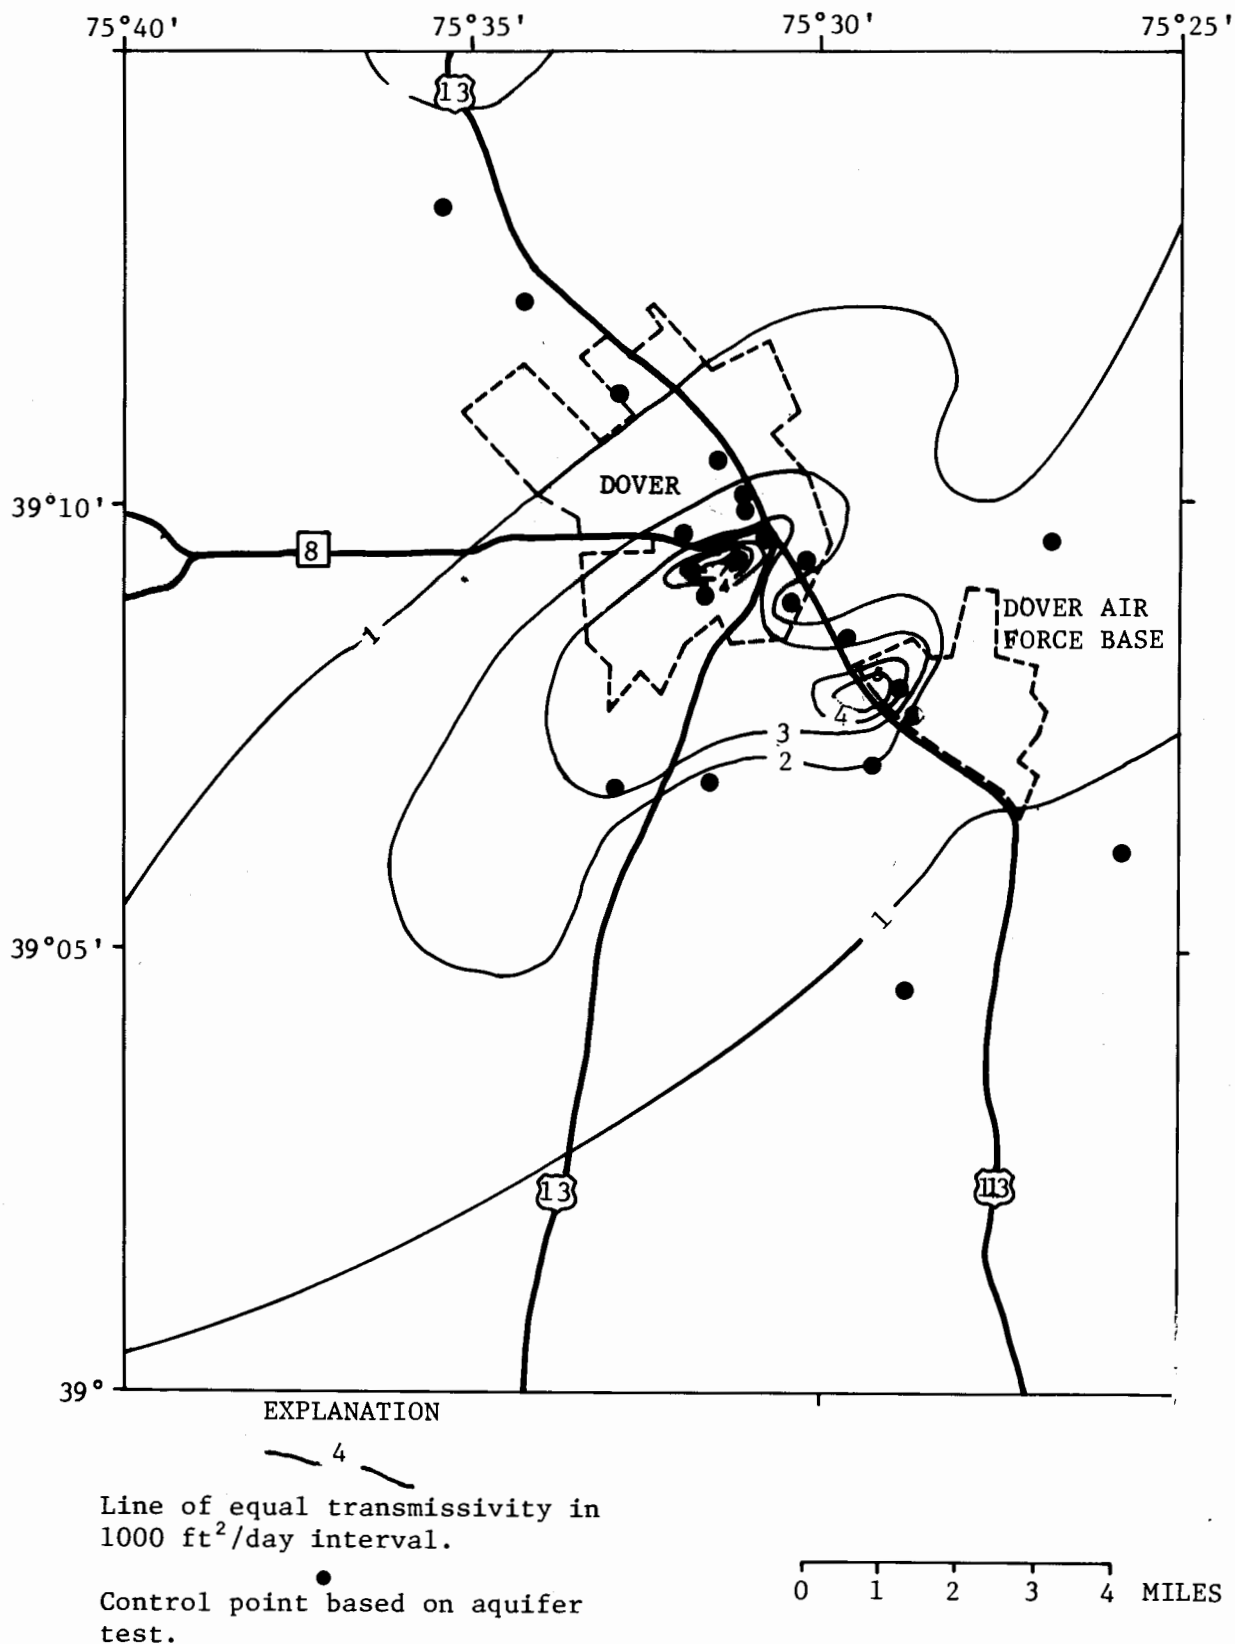 75°40' 75°35' 75°30' 75°25'
13
39°10'
DOVER
8
4
1
DOVER AIR
FORCE BASE
4
3
2
1
39°05'
13
113
39°
EXPLANATION
4
Line of equal transmissivity in
1000 ft²/day interval.
Control point based on aquifer
test.
0 1 2 3 4 MILES